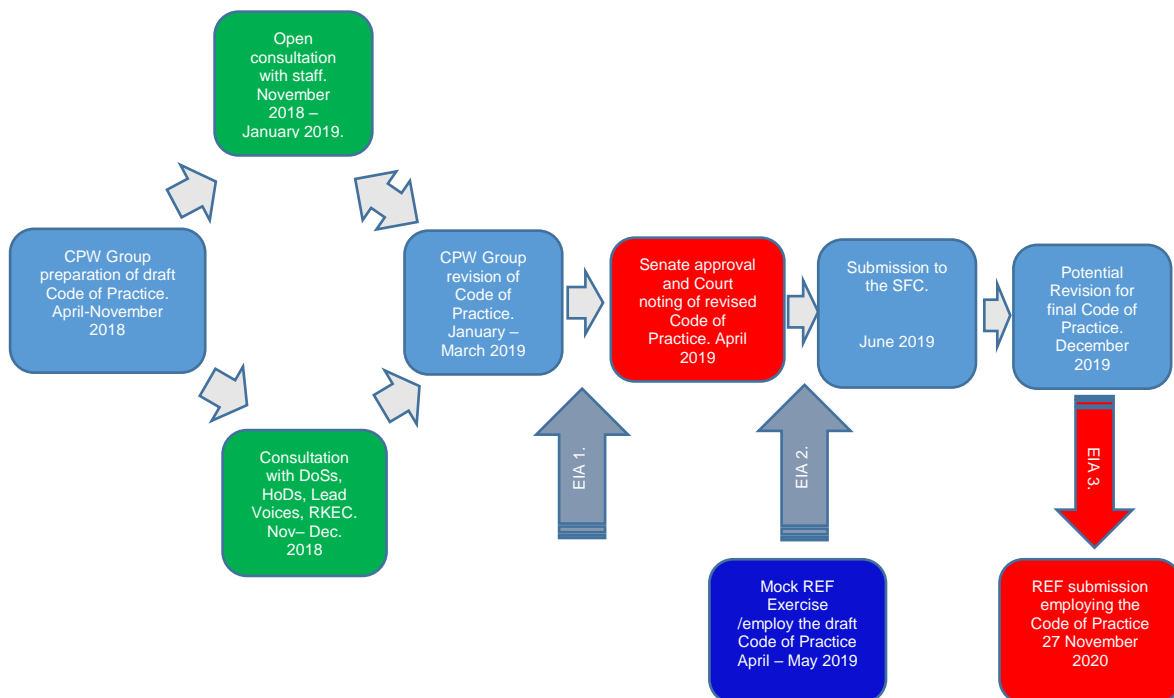 Open
consultation
with staff.
November
2018 –
January 2019.
CPW Group
preparation of draft
Code of Practice.
April-November
2018
CPW Group
revision of
Code of
Practice.
January –
March 2019
Senate approval
and Court
noting of revised
Code of
Practice. April
2019
Submission to
the SFC.
June 2019
Potential
Revision for
final Code of
Practice.
December
2019
Consultation
with DoSs,
HoDs, Lead
Voices, RKEC.
Nov– Dec.
2018
EIA 1.
EIA 2.
EIA 3.
Mock REF
Exercise
/employ the draft
Code of Practice
April – May 2019
REF submission
employing the
Code of Practice
27 November
2020